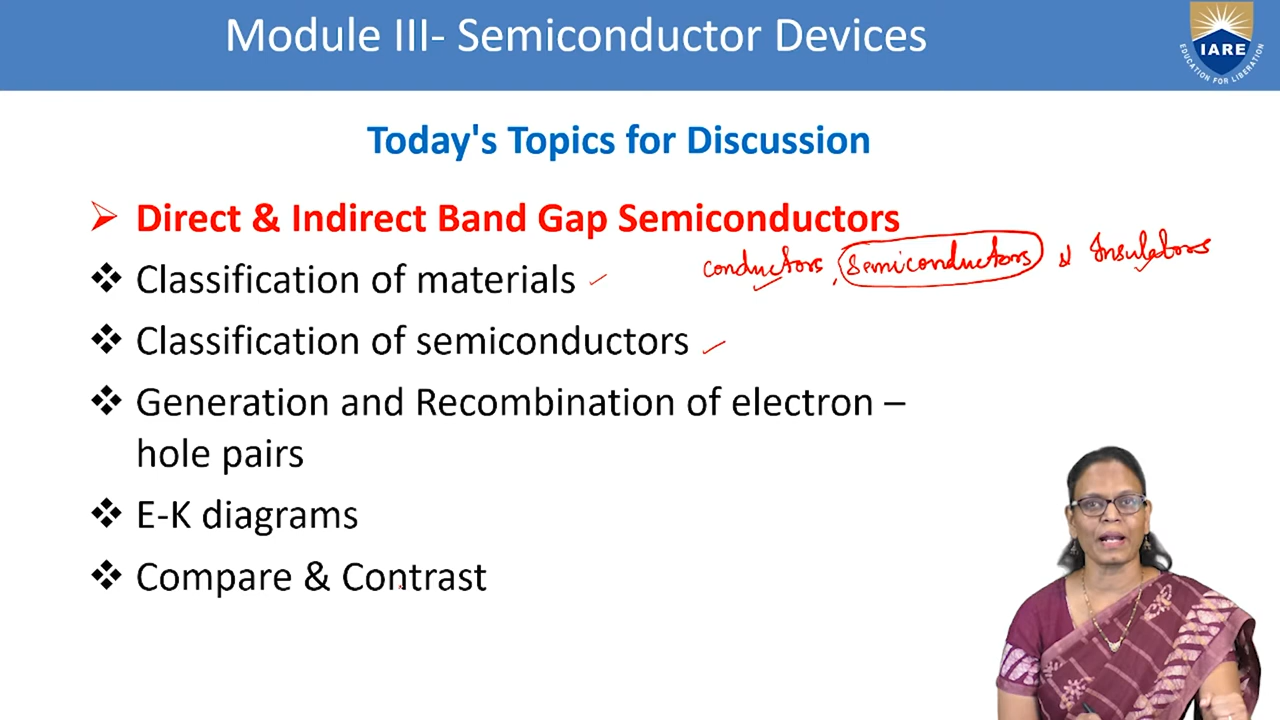 Module III- Semiconductor Devices
IARE
EDUCATION FOR LIBERATION
Today's Topics for Discussion
Direct & Indirect Band Gap Semiconductors
conductors, Semiconductors & Insulators
Classification of materials
Classification of semiconductors
Generation and Recombination of electron –
hole pairs
E-K diagrams
Compare & Contrast